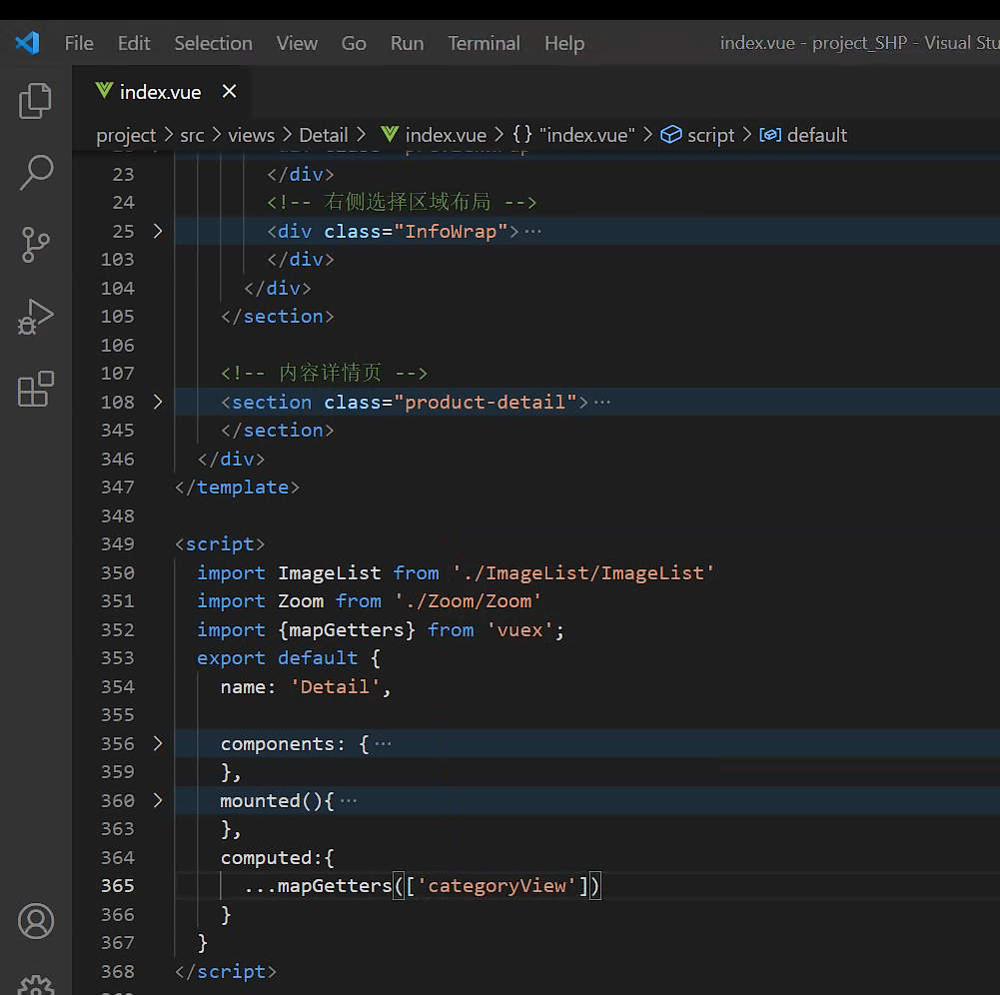 File Edit Selection View Go Run Terminal Help index.vue - project_SHP - Visual Stu
index.vue ×
project > src > views > Detail > index.vue > {} "index.vue" > script > default
23 </div>
24 <!-- 右侧选择区域布局 -->
25 > <div class="InfoWrap">···
103 </div>
104 </div>
105 </section>
106
107 <!-- 内容详情页 -->
108 > <section class="product-detail">···
345 </section>
346 </div>
347 </template>
348
349 <script>
350 import ImageList from './ImageList/ImageList'
351 import Zoom from './Zoom/Zoom'
352 import {mapGetters} from 'vuex';
353 export default {
354 name: 'Detail',
355
356 > components: {···
359 },
360 > mounted(){···
363 },
364 computed:{
365 ...mapGetters(['categoryView'])
366 }
367 }
368 </script>